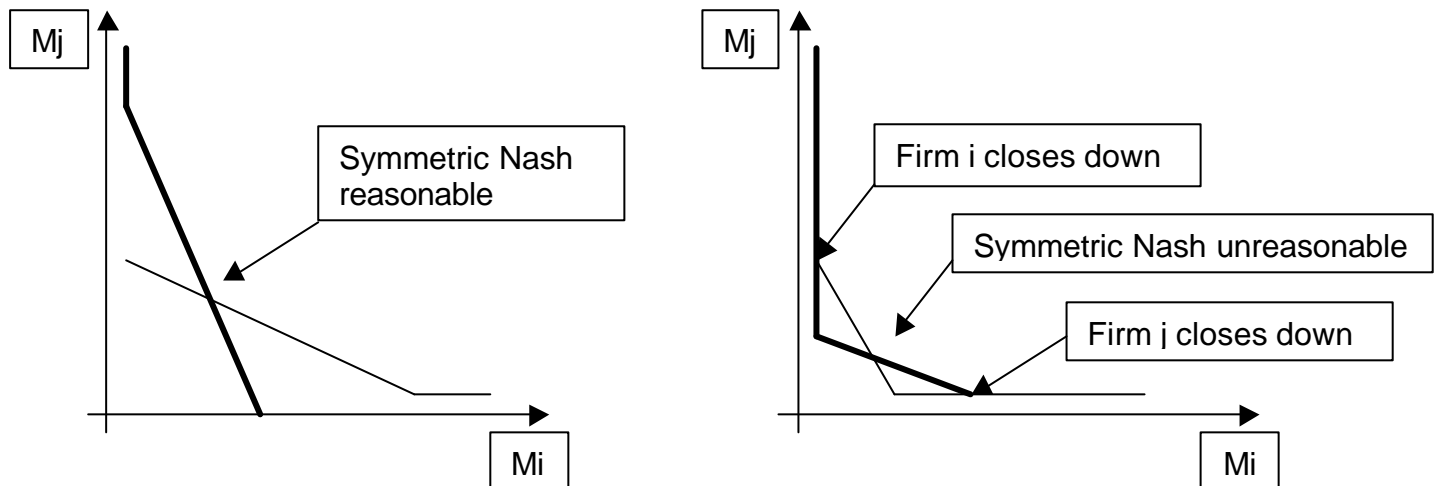 Mj
Symmetric Nash
reasonable
Mi
Mj
Firm i closes down
Symmetric Nash unreasonable
Firm j closes down
Mi